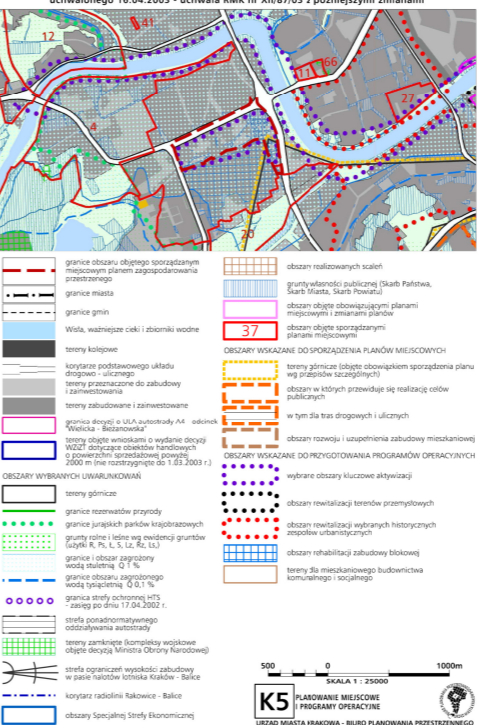 uchwalonego 16.04.2003 - uchwała RMK nr XII/87/03 z późniejszymi zmianami
12
41
66
11
27
4
20
granice obszaru objętego sporządzanym
miejscowym planem zagospodarowania
przestrzenego
granice miasta
granice gmin
Wisła, ważniejsze cieki i zbiorniki wodne
tereny kolejowe
korytarze podstawowego układu
drogowo - ulicznego
tereny przeznaczone do zabudowy
i zainwestowania
tereny zabudowane i zainwestowane
granica decyzji o ULA autostrady A4 odcinek
"Wielicka - Bieżanowska"
tereny objęte wnioskami o wydanie decyzji
WZiZT dotyczące obiektów handlowych
o powierzchni sprzedażowej powyżej
2000 m (nie rozstrzygnięte do 1.03.2003 r.)
OBSZARY WYBRANYCH UWARUNKOWAŃ
tereny górnicze
granice rezerwatów przyrody
granice jurajskich parków krajobrazowych
grunty rolne i leśne wg ewidencji gruntów
(użytki R, Ps, Ł, S, Lz, Rz, Ls,)
granice i obszar zagrożony
wodą stuletnią Q 1 %
granice obszaru zagrożonego
wodą tysiącletnią Q 0,1 %
granica strefy ochronnej HTS
- zasięg po dniu 17.04.2002 r.
strefa ponadnormatywnego
oddziaływania autostrady
tereny zamknięte (kompleksy wojskowe
objęte decyzją Ministra Obrony Narodowej)
strefa ograniczeń wysokości zabudowy
w pasie nalotów lotniska Kraków - Balice
korytarz radiolinii Rakowice - Balice
obszary Specjalnej Strefy Ekonomicznej
obszary realizowanych scaleń
grunty własności publicznej (Skarb Państwa,
Skarb Miasta, Skarb Powiatu)
obszary objęte obowiązującymi planami
miejscowymi i zmianami planów
37
obszary objęte sporządzanymi
planami miejscowymi
OBSZARY WSKAZANE DO SPORZĄDZENIA PLANÓW MIEJSCOWYCH
tereny górnicze (objęte obowiązkiem sporządzenia planu
wg przepisów szczególnych)
obszary w których przewiduje się realizację celów
publicznych
w tym dla tras drogowych i ulicznych
obszary rozwoju i uzupełnienia zabudowy mieszkaniowej
OBSZARY WSKAZANE DO PRZYGOTOWANIA PROGRAMÓW OPERACYJNYCH
wybrane obszary kluczowe aktywizacji
obszary rewitalizacji terenów przemysłowych
obszary rewitalizacji wybranych historycznych
zespołów urbanistycznych
obszary rehabilitacji zabudowy blokowej
tereny dla mieszkaniowego budownictwa
komunalnego i socjalnego
500 0 1000m
SKALA 1 : 25000
K5 PLANOWANIE MIEJSCOWE
I PROGRAMY OPERACYJNE
URZĄD MIASTA KRAKOWA - BIURO PLANOWANIA PRZESTRZENNEGO